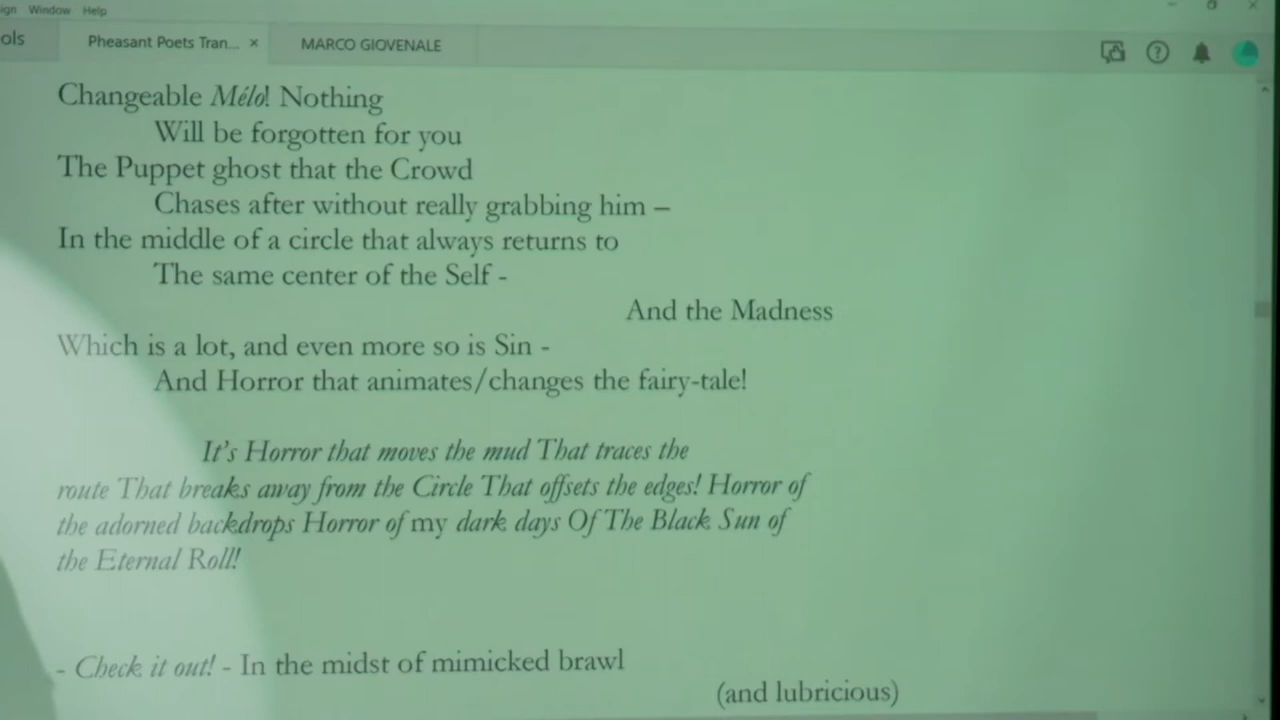 ign Window Help
ols Pheasant Poets Tran... × MARCO GIOVENALE
Changeable Mélo! Nothing
Will be forgotten for you
The Puppet ghost that the Crowd
Chases after without really grabbing him –
In the middle of a circle that always returns to
The same center of the Self -
And the Madness
Which is a lot, and even more so is Sin -
And Horror that animates/changes the fairy-tale!
It's Horror that moves the mud That traces the
route That breaks away from the Circle That offsets the edges! Horror of
the adorned backdrops Horror of my dark days Of The Black Sun of
the Eternal Roll!
- Check it out! - In the midst of mimicked brawl
(and lubricious)